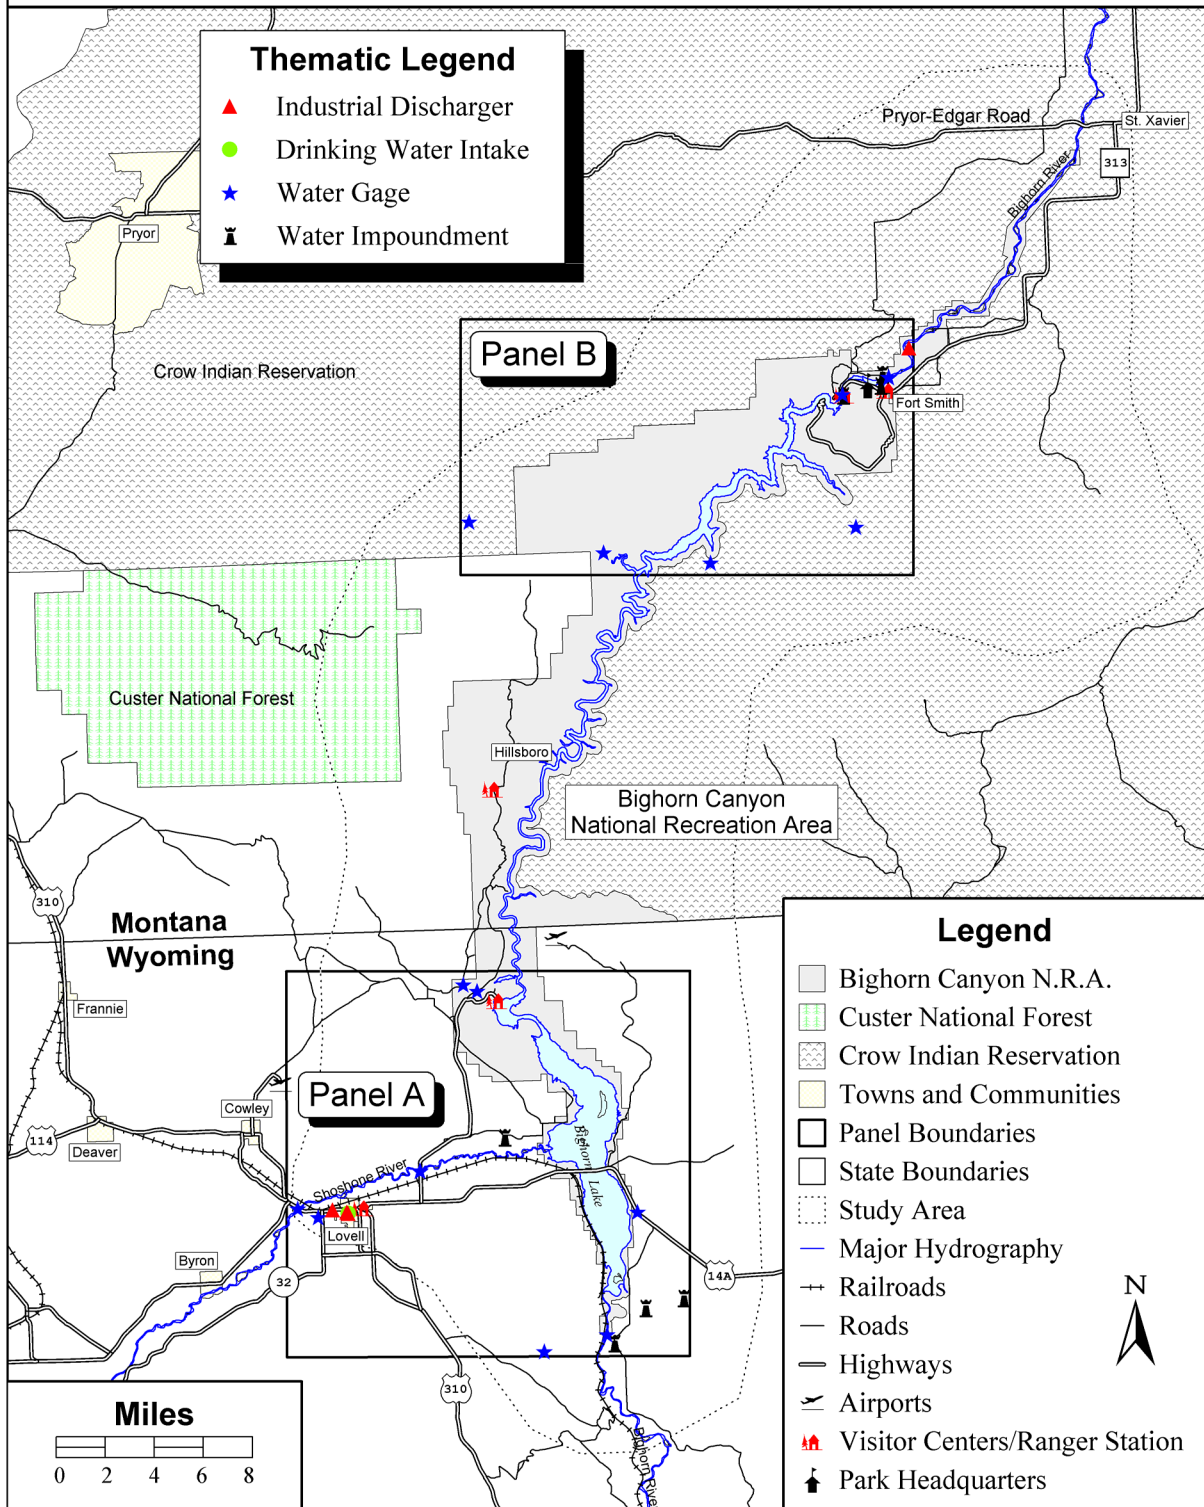 Thematic Legend
Industrial Discharger
Drinking Water Intake
Water Gage
Water Impoundment
Pryor-Edgar Road
St. Xavier
313
Bighorn River
Pryor
Panel B
Crow Indian Reservation
Fort Smith
Custer National Forest
Hillsboro
Bighorn Canyon
National Recreation Area
310
Montana
Wyoming
Frannie
Panel A
Cowley
114
Deaver
Shoshone River
Bighorn
Lake
Lovell
Byron
32
14A
310
Bighorn River
Miles
0 2 4 6 8
Legend
Bighorn Canyon N.R.A.
Custer National Forest
Crow Indian Reservation
Towns and Communities
Panel Boundaries
State Boundaries
Study Area
Major Hydrography
Railroads
Roads
Highways
Airports
Visitor Centers/Ranger Station
Park Headquarters
N